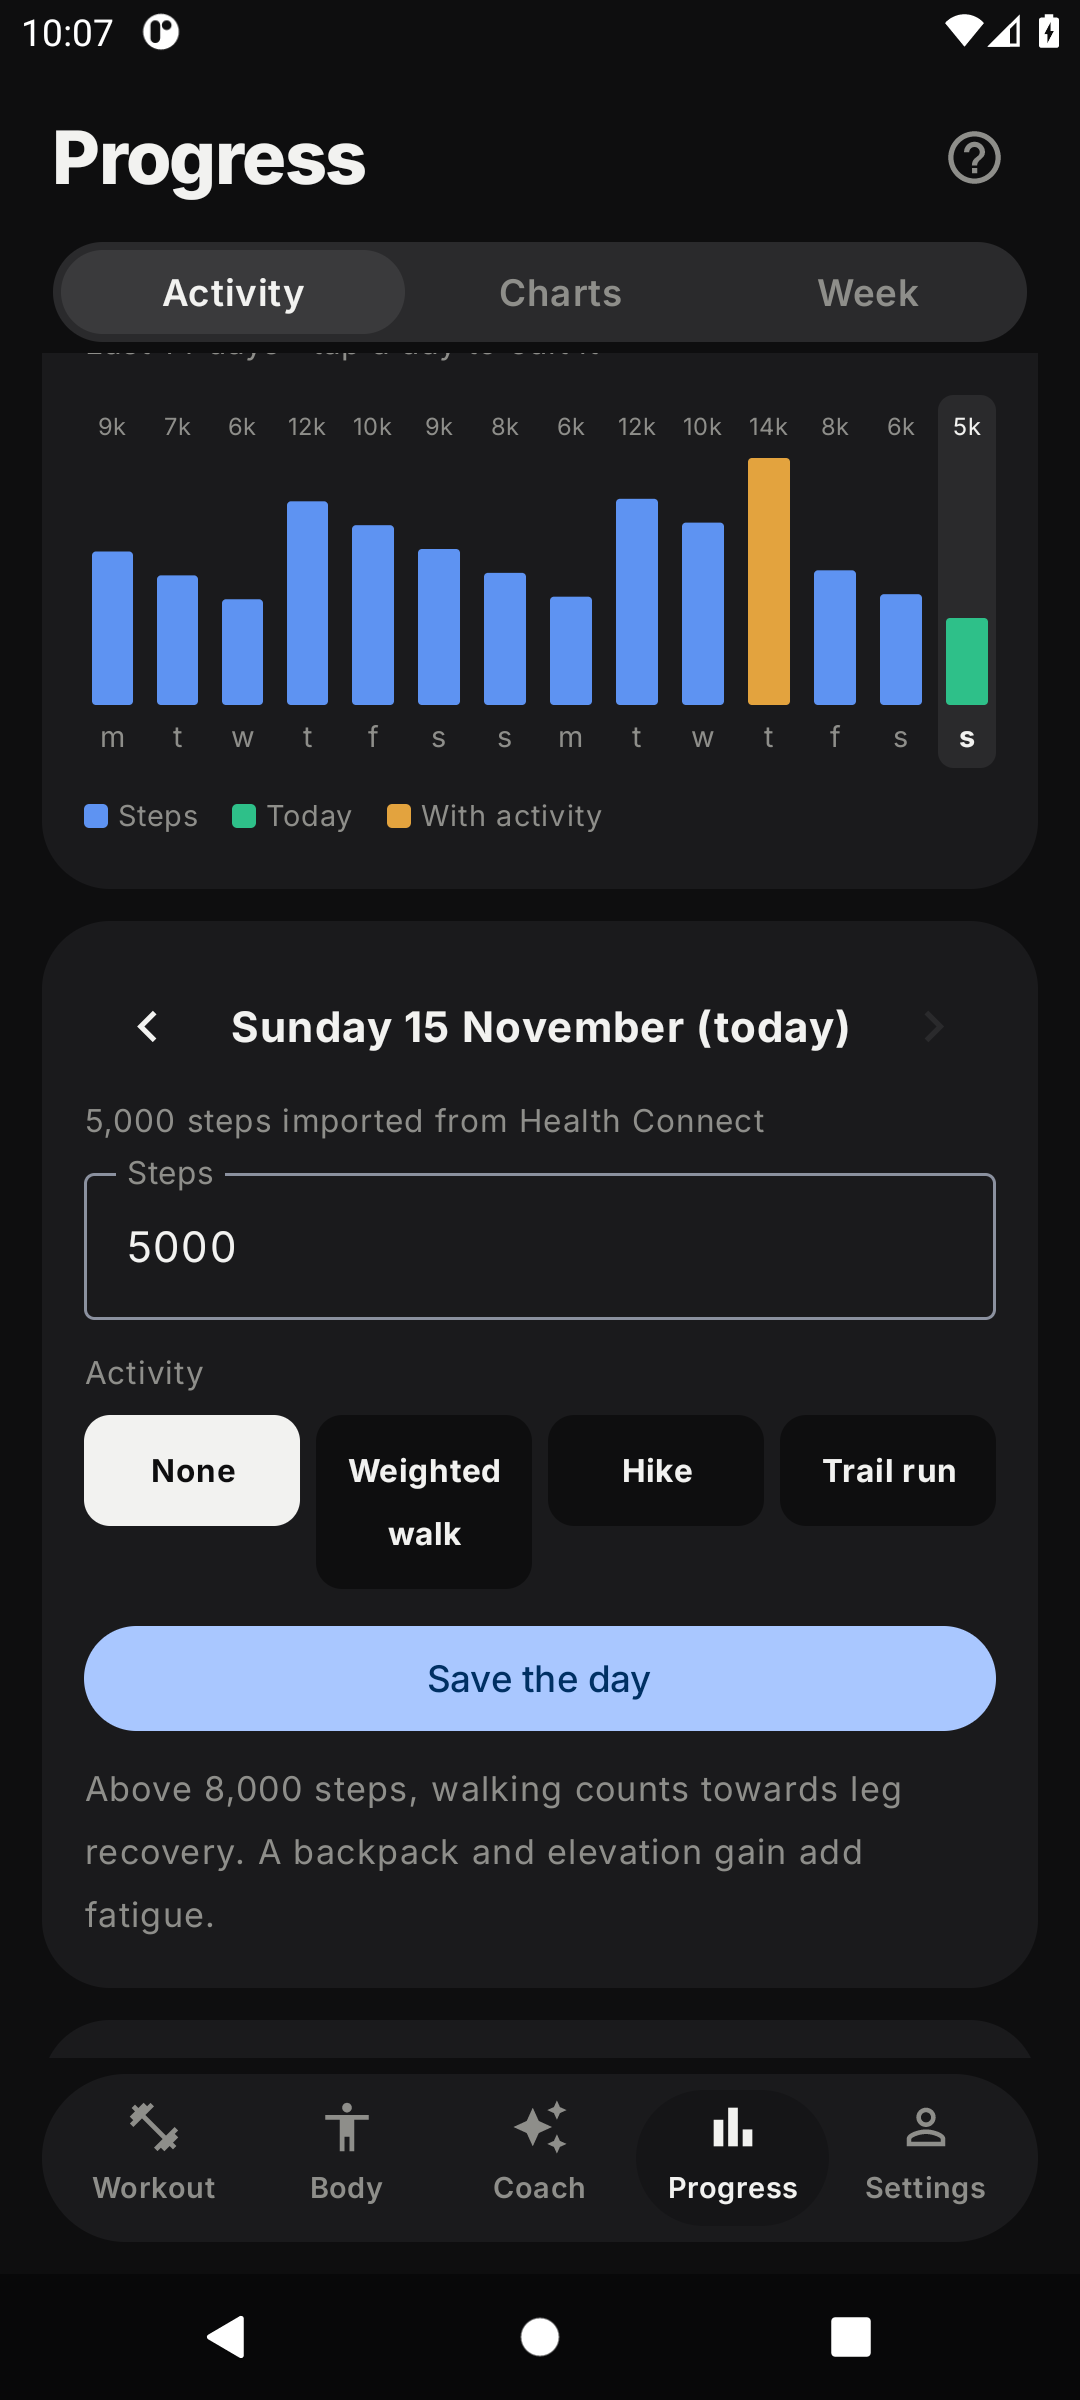 10:07
Progress
Activity Charts Week
9k 7k 6k 12k 10k 9k 8k 6k 12k 10k 14k 8k 6k 5k
m t w t f s s m t w t f s s
Steps Today With activity
Sunday 15 November (today)
5,000 steps imported from Health Connect
Steps
5000
Activity
None Weighted walk Hike Trail run
Save the day
Above 8,000 steps, walking counts towards leg
recovery. A backpack and elevation gain add
fatigue.
Workout Body Coach Progress Settings